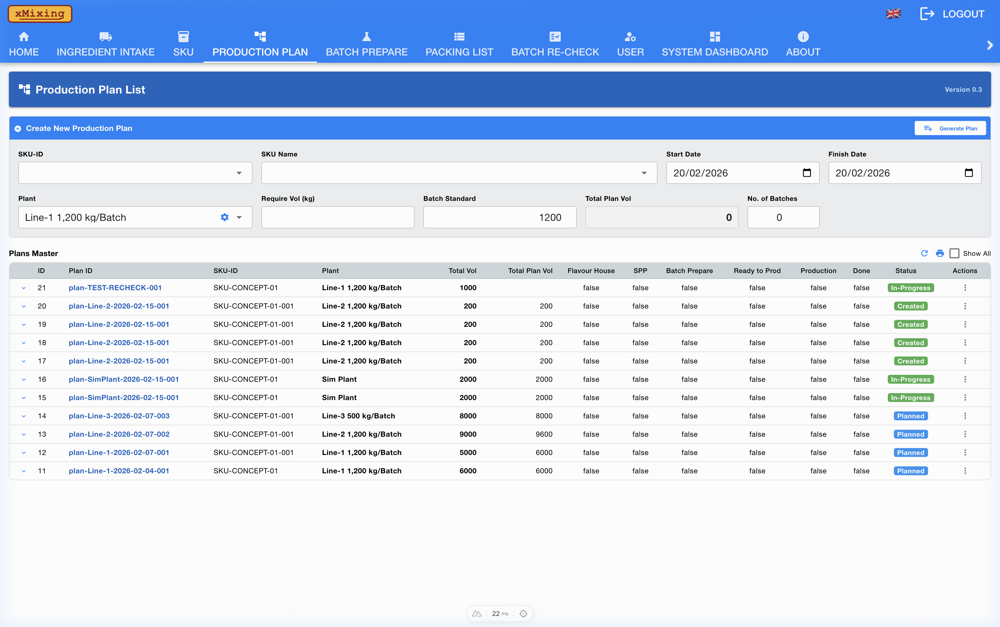 xMixing
LOGOUT
HOME INGREDIENT INTAKE SKU PRODUCTION PLAN BATCH PREPARE PACKING LIST BATCH RE-CHECK USER SYSTEM DASHBOARD ABOUT
Production Plan List Version 0.3
Create New Production Plan Generate Plan
SKU-ID SKU Name Start Date Finish Date
20/02/2026 20/02/2026
Plant Require Vol (kg) Batch Standard Total Plan Vol No. of Batches
Line-1 1,200 kg/Batch 1200 0 0
Plans Master Show All
ID Plan ID SKU-ID Plant Total Vol Total Plan Vol Flavour House SPP Batch Prepare Ready to Prod Production Done Status Actions
21 plan-TEST-RECHECK-001 SKU-CONCEPT-01 Line-1 1,200 kg/Batch 1000 false false false false false false In-Progress
20 plan-Line-2-2026-02-15-001 SKU-CONCEPT-01-001 Line-2 1,200 kg/Batch 200 200 false false false false false false Created
19 plan-Line-2-2026-02-15-001 SKU-CONCEPT-01-001 Line-2 1,200 kg/Batch 200 200 false false false false false false Created
18 plan-Line-2-2026-02-15-001 SKU-CONCEPT-01-001 Line-2 1,200 kg/Batch 200 200 false false false false false false Created
17 plan-Line-2-2026-02-15-001 SKU-CONCEPT-01-001 Line-2 1,200 kg/Batch 200 200 false false false false false false Created
16 plan-SimPlant-2026-02-15-001 SKU-CONCEPT-01 Sim Plant 2000 2000 false false false false false false In-Progress
15 plan-SimPlant-2026-02-15-001 SKU-CONCEPT-01 Sim Plant 2000 2000 false false false false false false In-Progress
14 plan-Line-3-2026-02-07-003 SKU-CONCEPT-01-001 Line-3 500 kg/Batch 8000 8000 false false false false false false Planned
13 plan-Line-2-2026-02-07-002 SKU-CONCEPT-01-001 Line-2 1,200 kg/Batch 9000 9600 false false false false false false Planned
12 plan-Line-1-2026-02-07-001 SKU-CONCEPT-01-001 Line-1 1,200 kg/Batch 5000 6000 false false false false false false Planned
11 plan-Line-1-2026-02-04-001 SKU-CONCEPT-01 Line-1 1,200 kg/Batch 6000 6000 false false false false false false Planned
22 ms